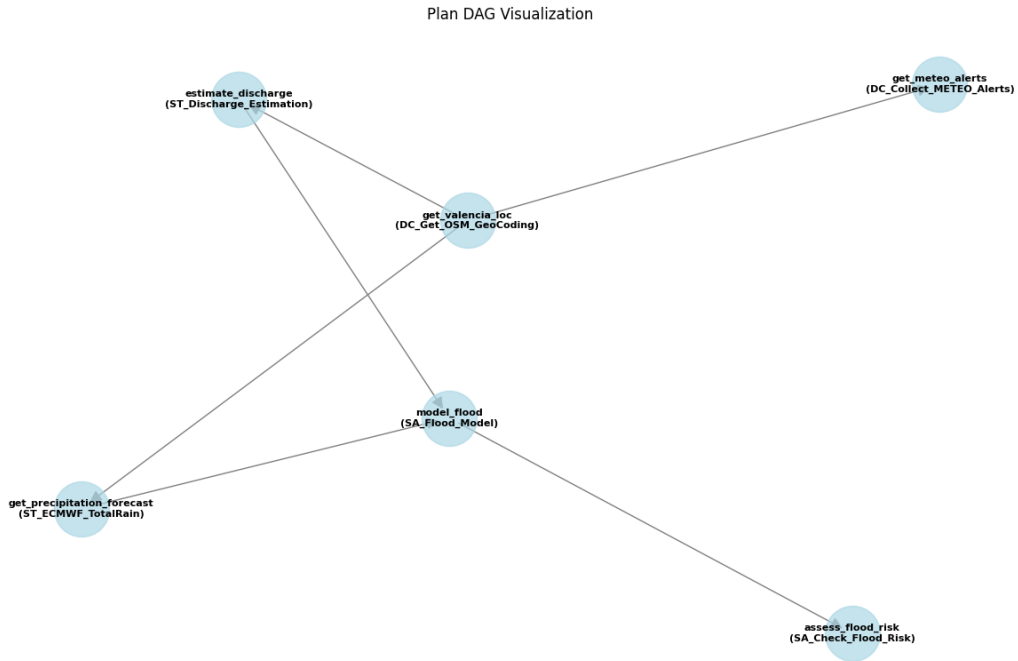 Plan DAG Visualization
get_meteo_alerts
(DC_Collect_METEO_Alerts)
estimate_discharge
(ST_Discharge_Estimation)
get_valencia_loc
(DC_Get_OSM_GeoCoding)
model_flood
(SA_Flood_Model)
get_precipitation_forecast
(ST_ECMWF_TotalRain)
assess_flood_risk
(SA_Check_Flood_Risk)